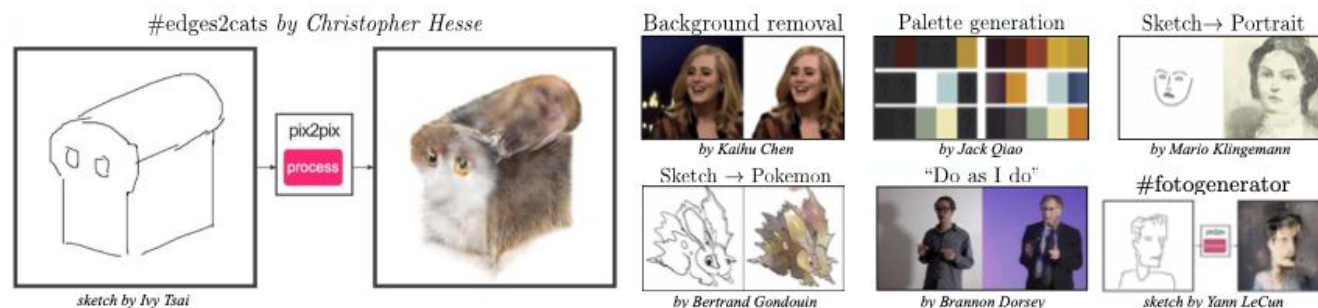 #edges2cats by Christopher Hesse
pix2pix
process
sketch by Ivy Tsai
Background removal
by Kaihu Chen
Palette generation
by Jack Qiao
Sketch→ Portrait
by Mario Klingemann
Sketch → Pokemon
by Bertrand Gondouin
“Do as I do”
by Brannon Dorsey
#fotogenerator
sketch by Yann LeCun